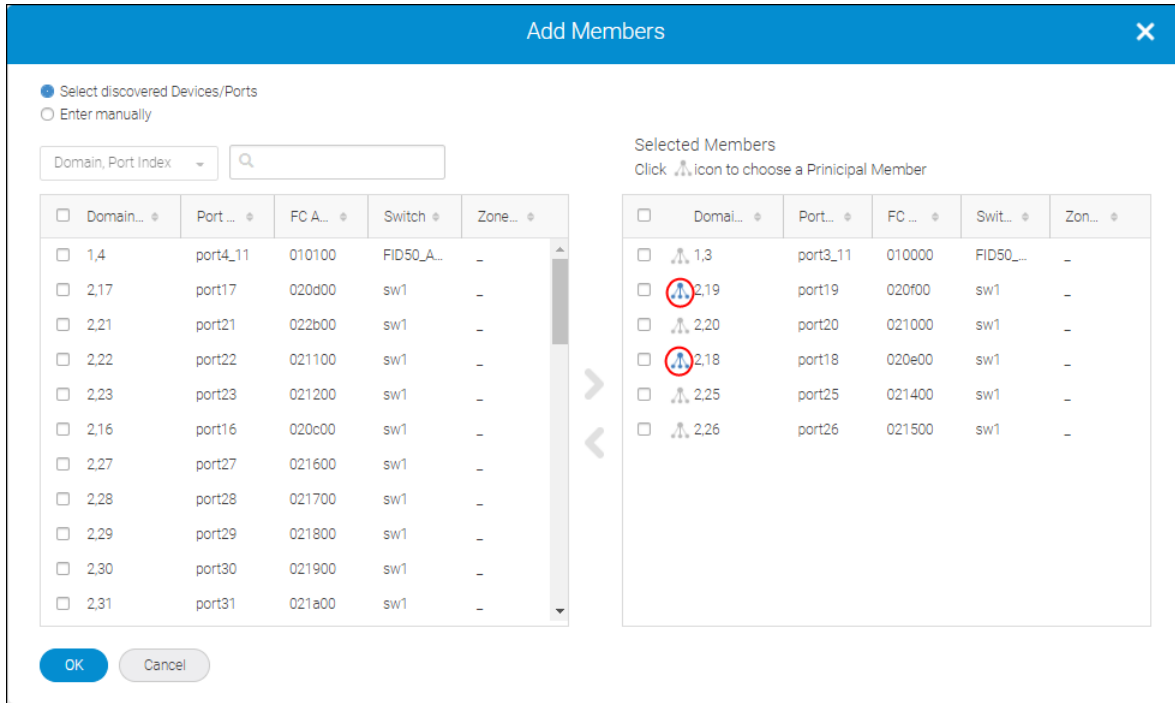 Add Members
Select discovered Devices/Ports
Enter manually
Domain, Port Index
Selected Members
Click icon to choose a Prinicipal Member
Domain... Port ... FC A... Switch Zone...
1,4 port4_11 010100 FID50_A... _
2,17 port17 020d00 sw1 _
2,21 port21 022b00 sw1 _
2,22 port22 021100 sw1 _
2,23 port23 021200 sw1 _
2,16 port16 020c00 sw1 _
2,27 port27 021600 sw1 _
2,28 port28 021700 sw1 _
2,29 port29 021800 sw1 _
2,30 port30 021900 sw1 _
2,31 port31 021a00 sw1 _
Domai... Port... FC ... Swit... Zon...
1,3 port3_11 010000 FID50_... _
2,19 port19 020f00 sw1 _
2,20 port20 021000 sw1 _
2,18 port18 020e00 sw1 _
2,25 port25 021400 sw1 _
2,26 port26 021500 sw1 _
OK
Cancel